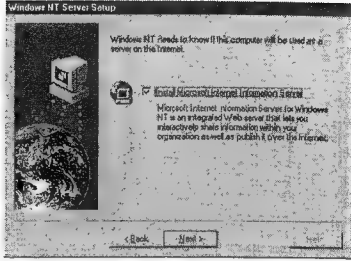 Windows NT Server Setup
Windows NT needs to know if this computer will be used as a
server on the Internet.
Install Microsoft Internet Information Server
Microsoft Internet Information Server for Windows
NT is an integrated Web server that lets you
interactively share information within your
organization as well as publish it over the Internet.
< Back
Next >
Help